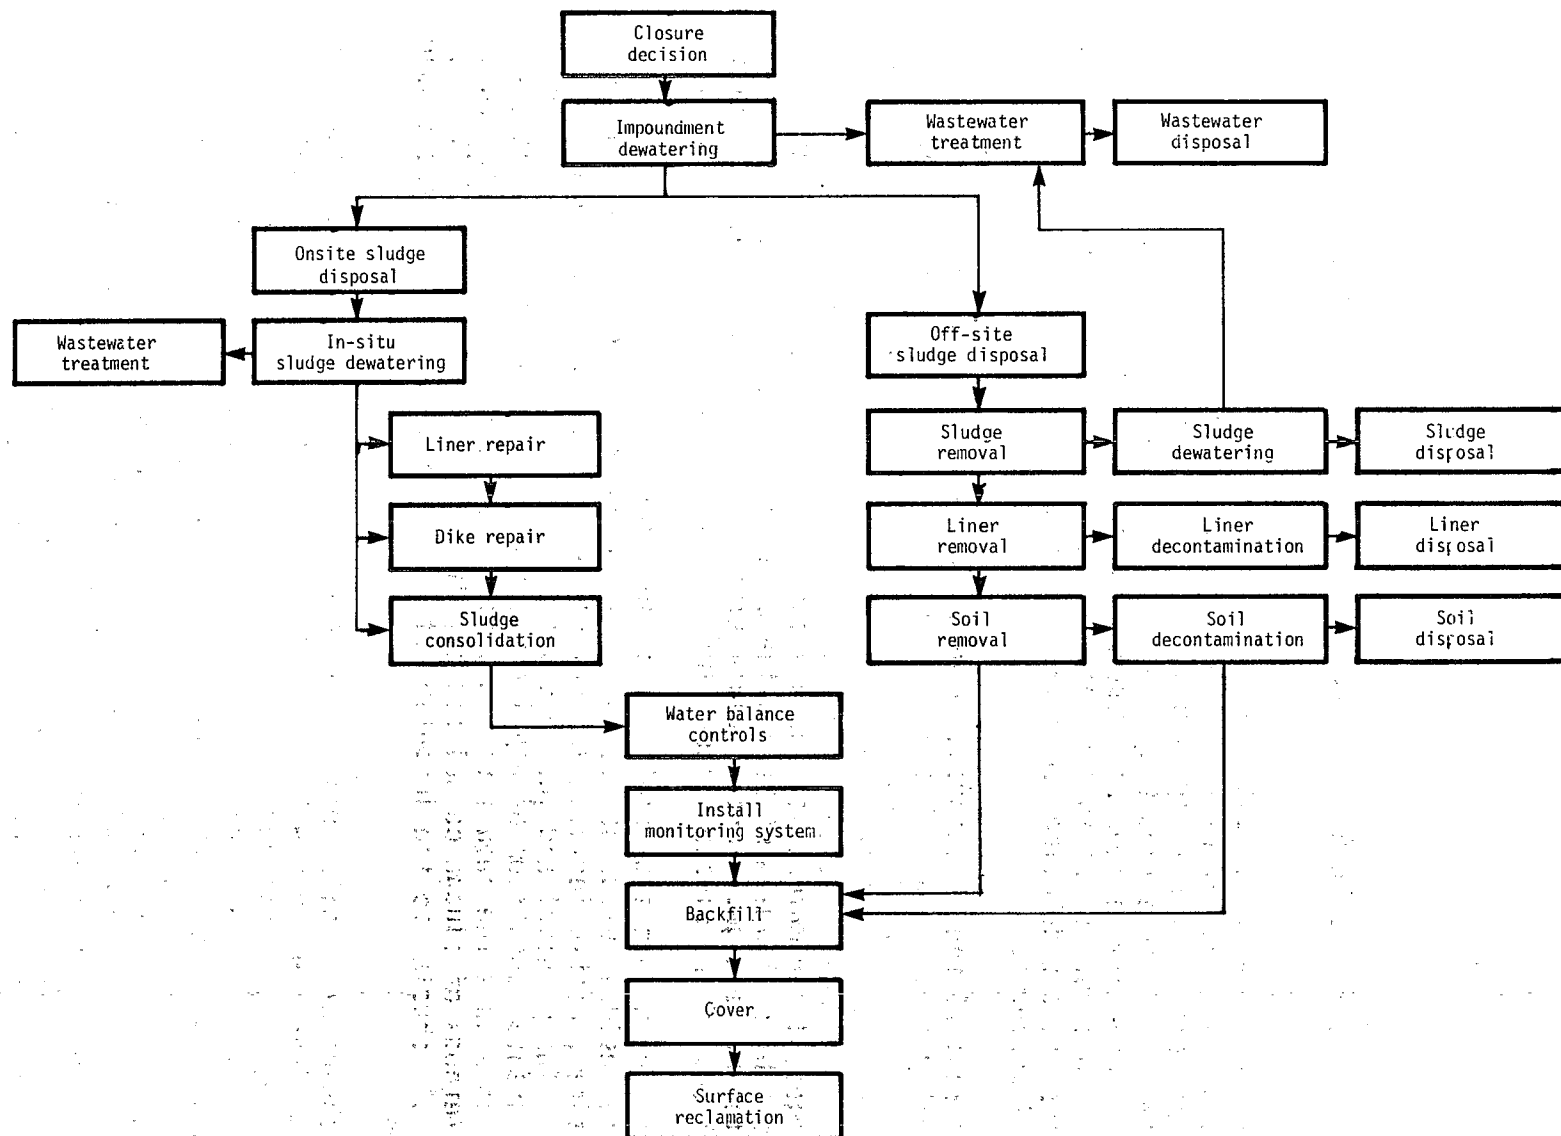 Closure
decision
Impoundment
dewatering
Wastewater
treatment
Wastewater
disposal
Onsite sludge
disposal
Wastewater
treatment
In-situ
sludge dewatering
Off-site
sludge disposal
Liner repair
Sludge
removal
Sludge
dewatering
Sludge
disposal
Dike repair
Liner
removal
Liner
decontamination
Liner
disposal
Sludge
consolidation
Soil
removal
Soil
decontamination
Soil
disposal
Water balance
controls
Install
monitoring system
Backfill
Cover
Surface
reclamation